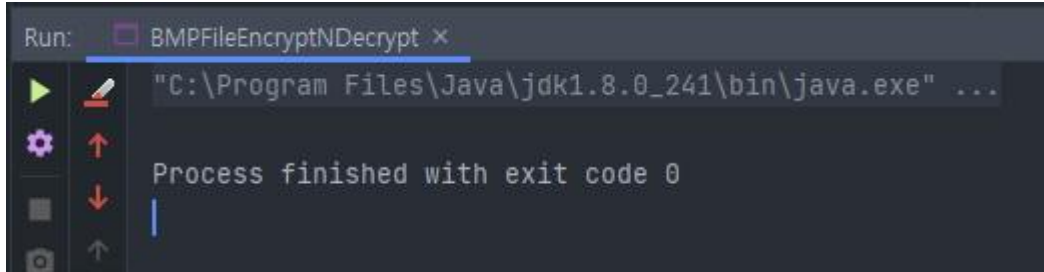 Run: BMPFileEncryptNDecrypt ×
"C:\Program Files\Java\jdk1.8.0_241\bin\java.exe" ...
Process finished with exit code 0